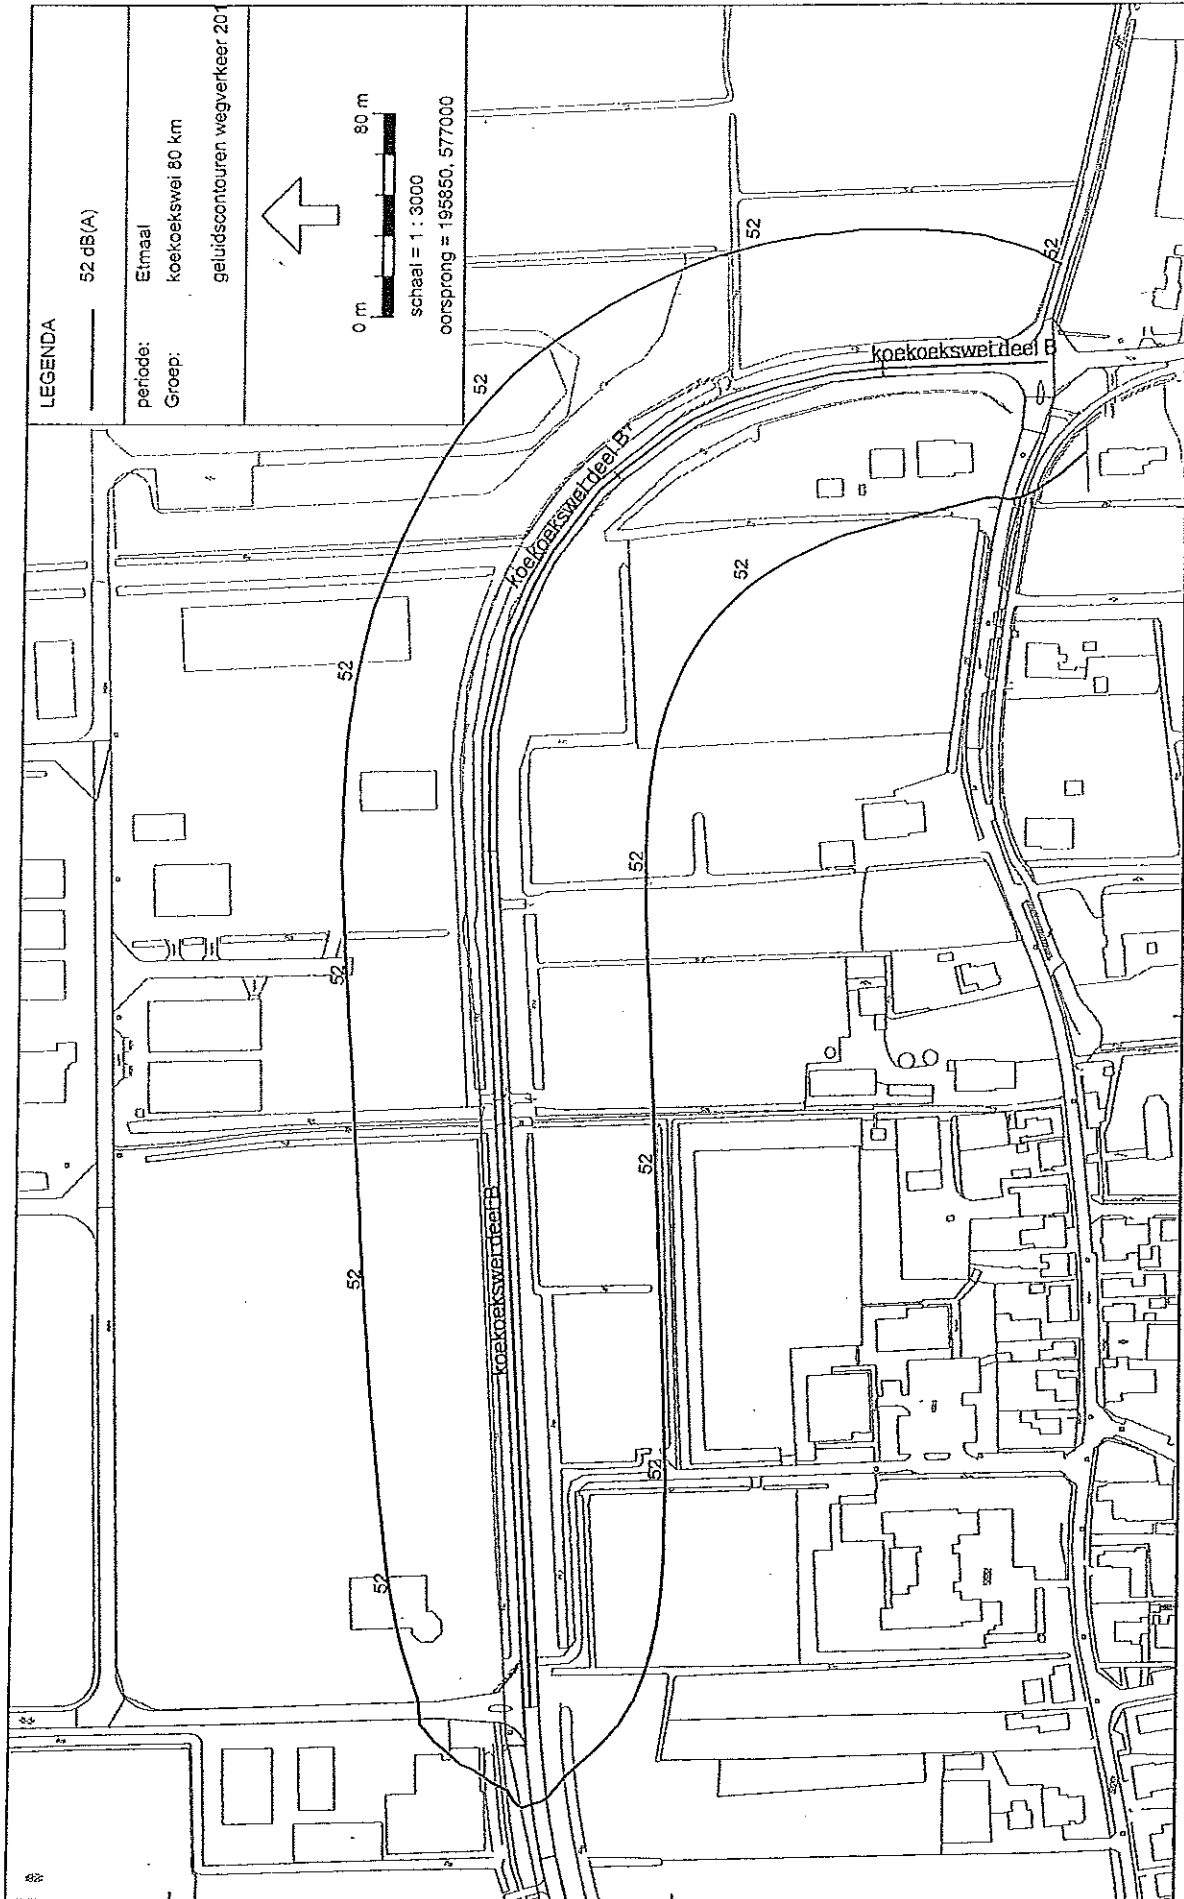 LEGENDA
52 dB(A)
periode: Etmaal
Groep: koekoekswei 80 km
geluidscontouren wegverkeer 201
0 m 80 m
schaal = 1 : 3000
oorsprong = 195850, 577000
52
52
52
52
52
52
52
52
52
52
52
52
52
koekoekswei deel B
koekoekswei deel B
koekoekswei deel B